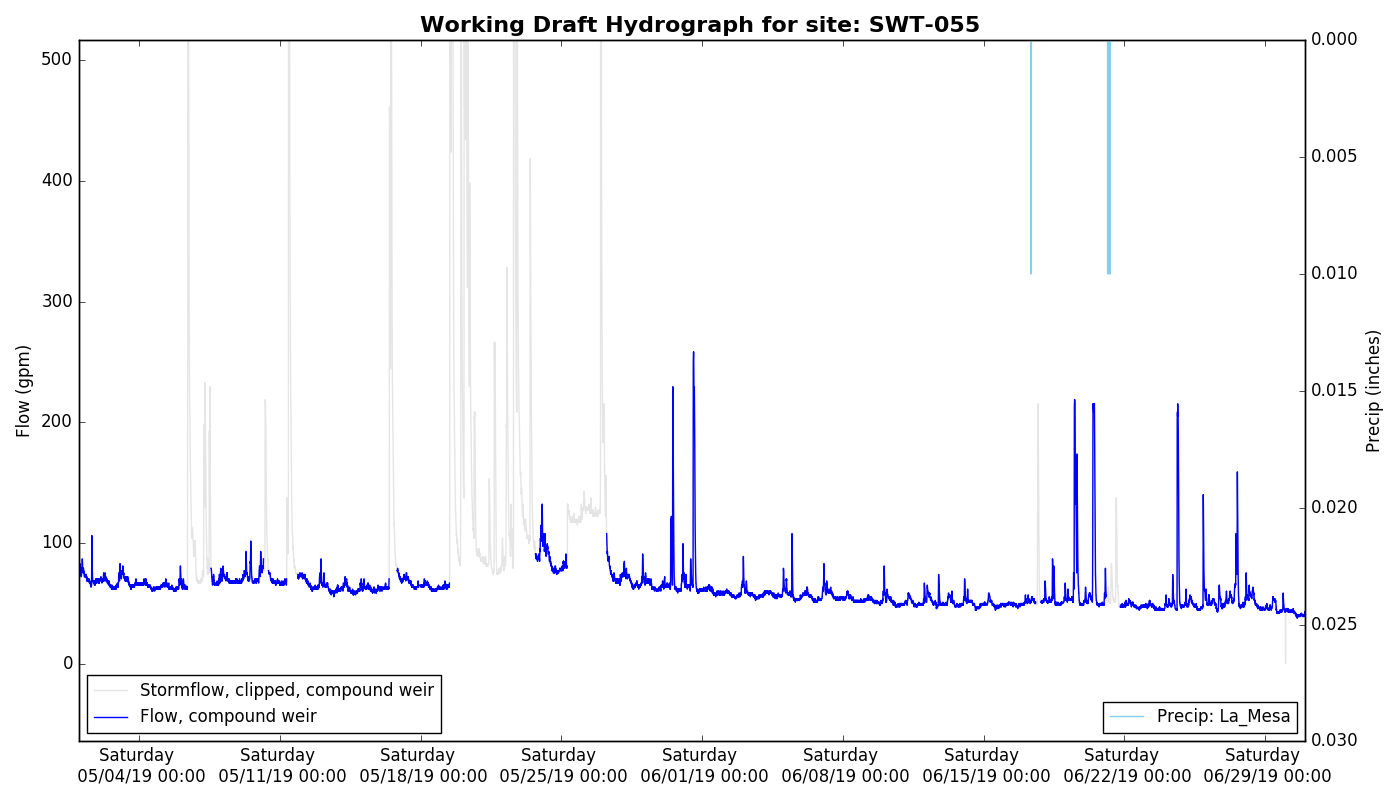 Working Draft Hydrograph for site: SWT-055
500
400
300
200
100
0
Flow (gpm)
0.000
0.005
0.010
0.015
0.020
0.025
0.030
Precip (inches)
Stormflow, clipped, compound weir
Flow, compound weir
Precip: La_Mesa
Saturday
05/04/19 00:00
Saturday
05/11/19 00:00
Saturday
05/18/19 00:00
Saturday
05/25/19 00:00
Saturday
06/01/19 00:00
Saturday
06/08/19 00:00
Saturday
06/15/19 00:00
Saturday
06/22/19 00:00
Saturday
06/29/19 00:00